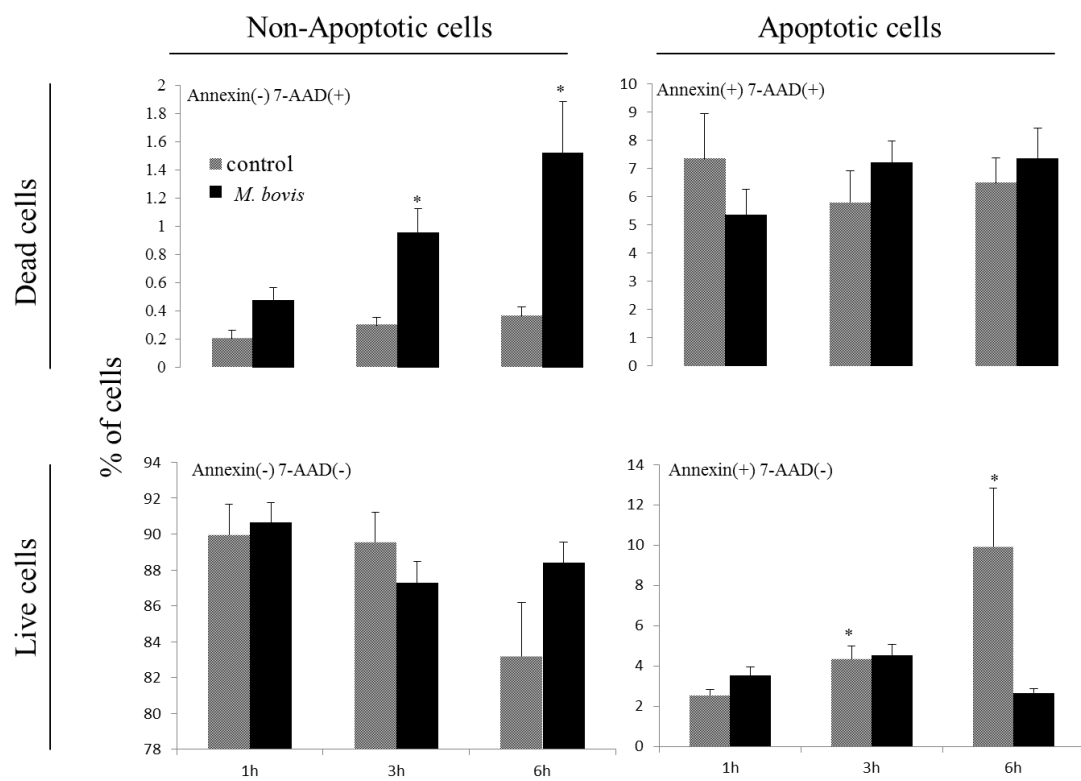 Non-Apoptotic cells
Apoptotic cells
Dead cells
Live cells
% of cells
Annexin(-) 7-AAD(+)
control
M. bovis
2
1.8
1.6
1.4
1.2
1
0.8
0.6
0.4
0.2
0
*
*
Annexin(+) 7-AAD(+)
10
9
8
7
6
5
4
3
2
1
0
Annexin(-) 7-AAD(-)
94
92
90
88
86
84
82
80
78
1h
3h
6h
Annexin(+) 7-AAD(-)
14
12
10
8
6
4
2
0
*
*
1h
3h
6h